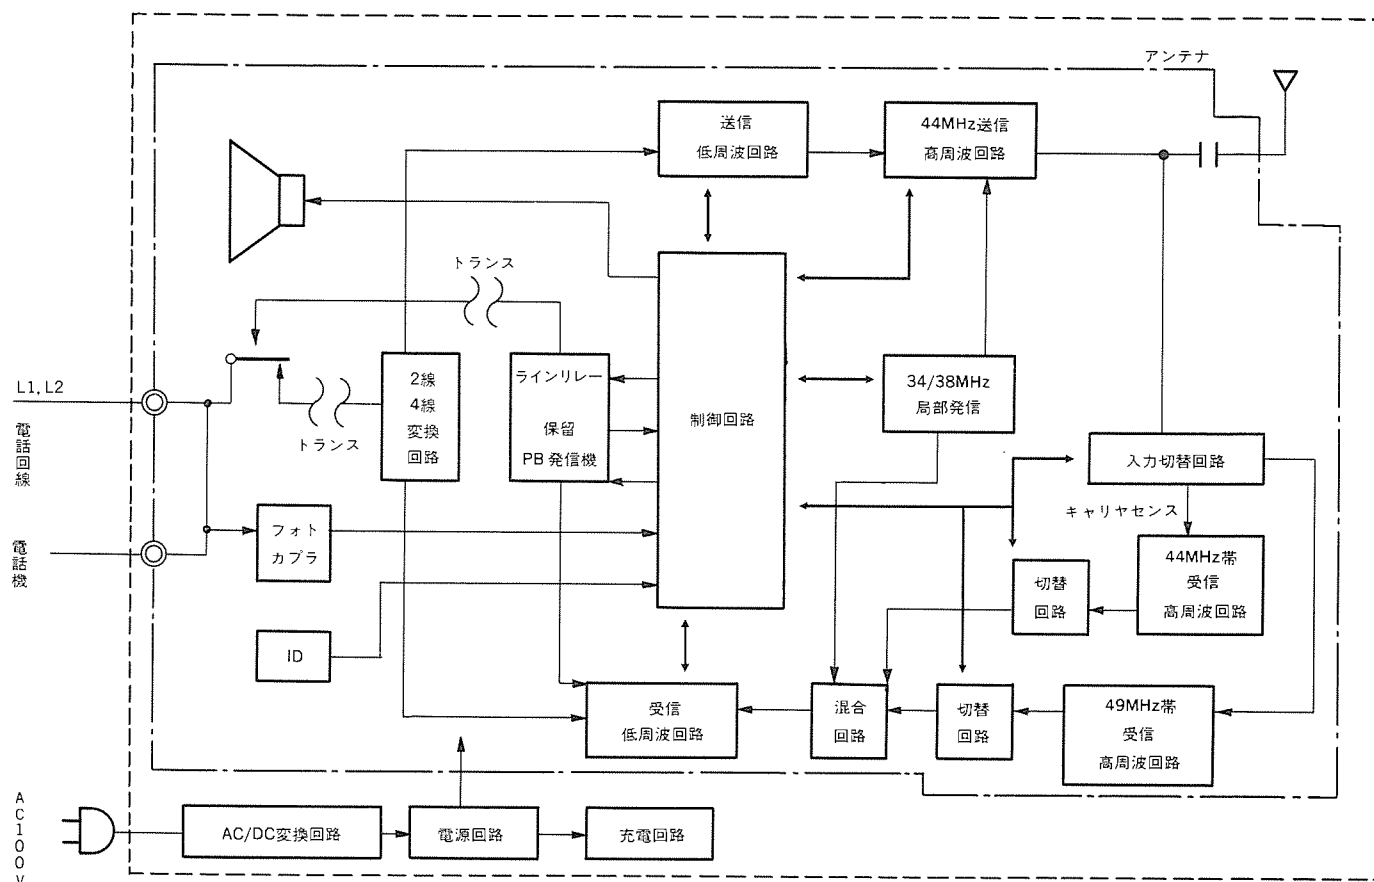 アンテナ
送信
低周波回路
44MHz送信
高周波回路
トランス
L1, L2
電話回線
トランス
2線
4線
変換
回路
ラインリレー
保留
PB発信機
制御回路
34/38MHz
局部発信
入力切替回路
キャリヤセンス
電話機
フォト
カプラ
44MHz帯
受信
高周波回路
切替
回路
ID
受信
低周波回路
混合
回路
切替
回路
49MHz帯
受信
高周波回路
AC100V
AC/DC変換回路
電源回路
充電回路